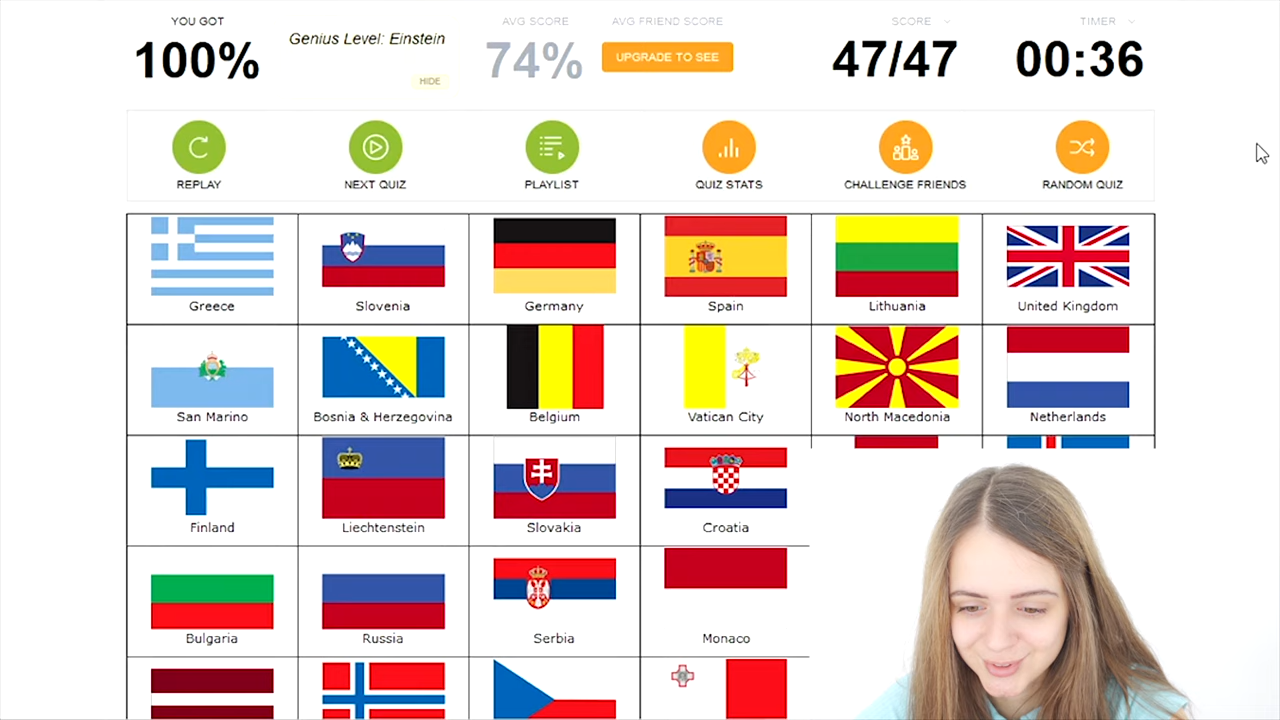 YOU GOT
100%
Genius Level: Einstein
HIDE
AVG SCORE
74%
AVG FRIEND SCORE
UPGRADE TO SEE
SCORE
47/47
TIMER
00:36
REPLAY
NEXT QUIZ
PLAYLIST
QUIZ STATS
CHALLENGE FRIENDS
RANDOM QUIZ
Greece
Slovenia
Germany
Spain
Lithuania
United Kingdom
San Marino
Bosnia & Herzegovina
Belgium
Vatican City
North Macedonia
Netherlands
Finland
Liechtenstein
Slovakia
Croatia
Bulgaria
Russia
Serbia
Monaco